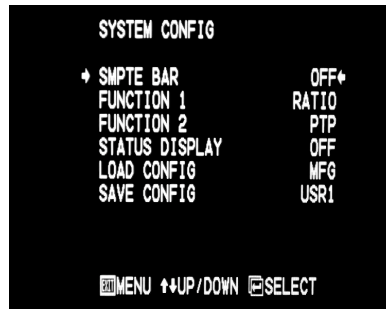 SYSTEM CONFIG
→ SMPTE BAR OFF←
FUNCTION 1 RATIO
FUNCTION 2 PTP
STATUS DISPLAY OFF
LOAD CONFIG MFG
SAVE CONFIG USR1
EXIT MENU ↑↓UP/DOWN SELECT